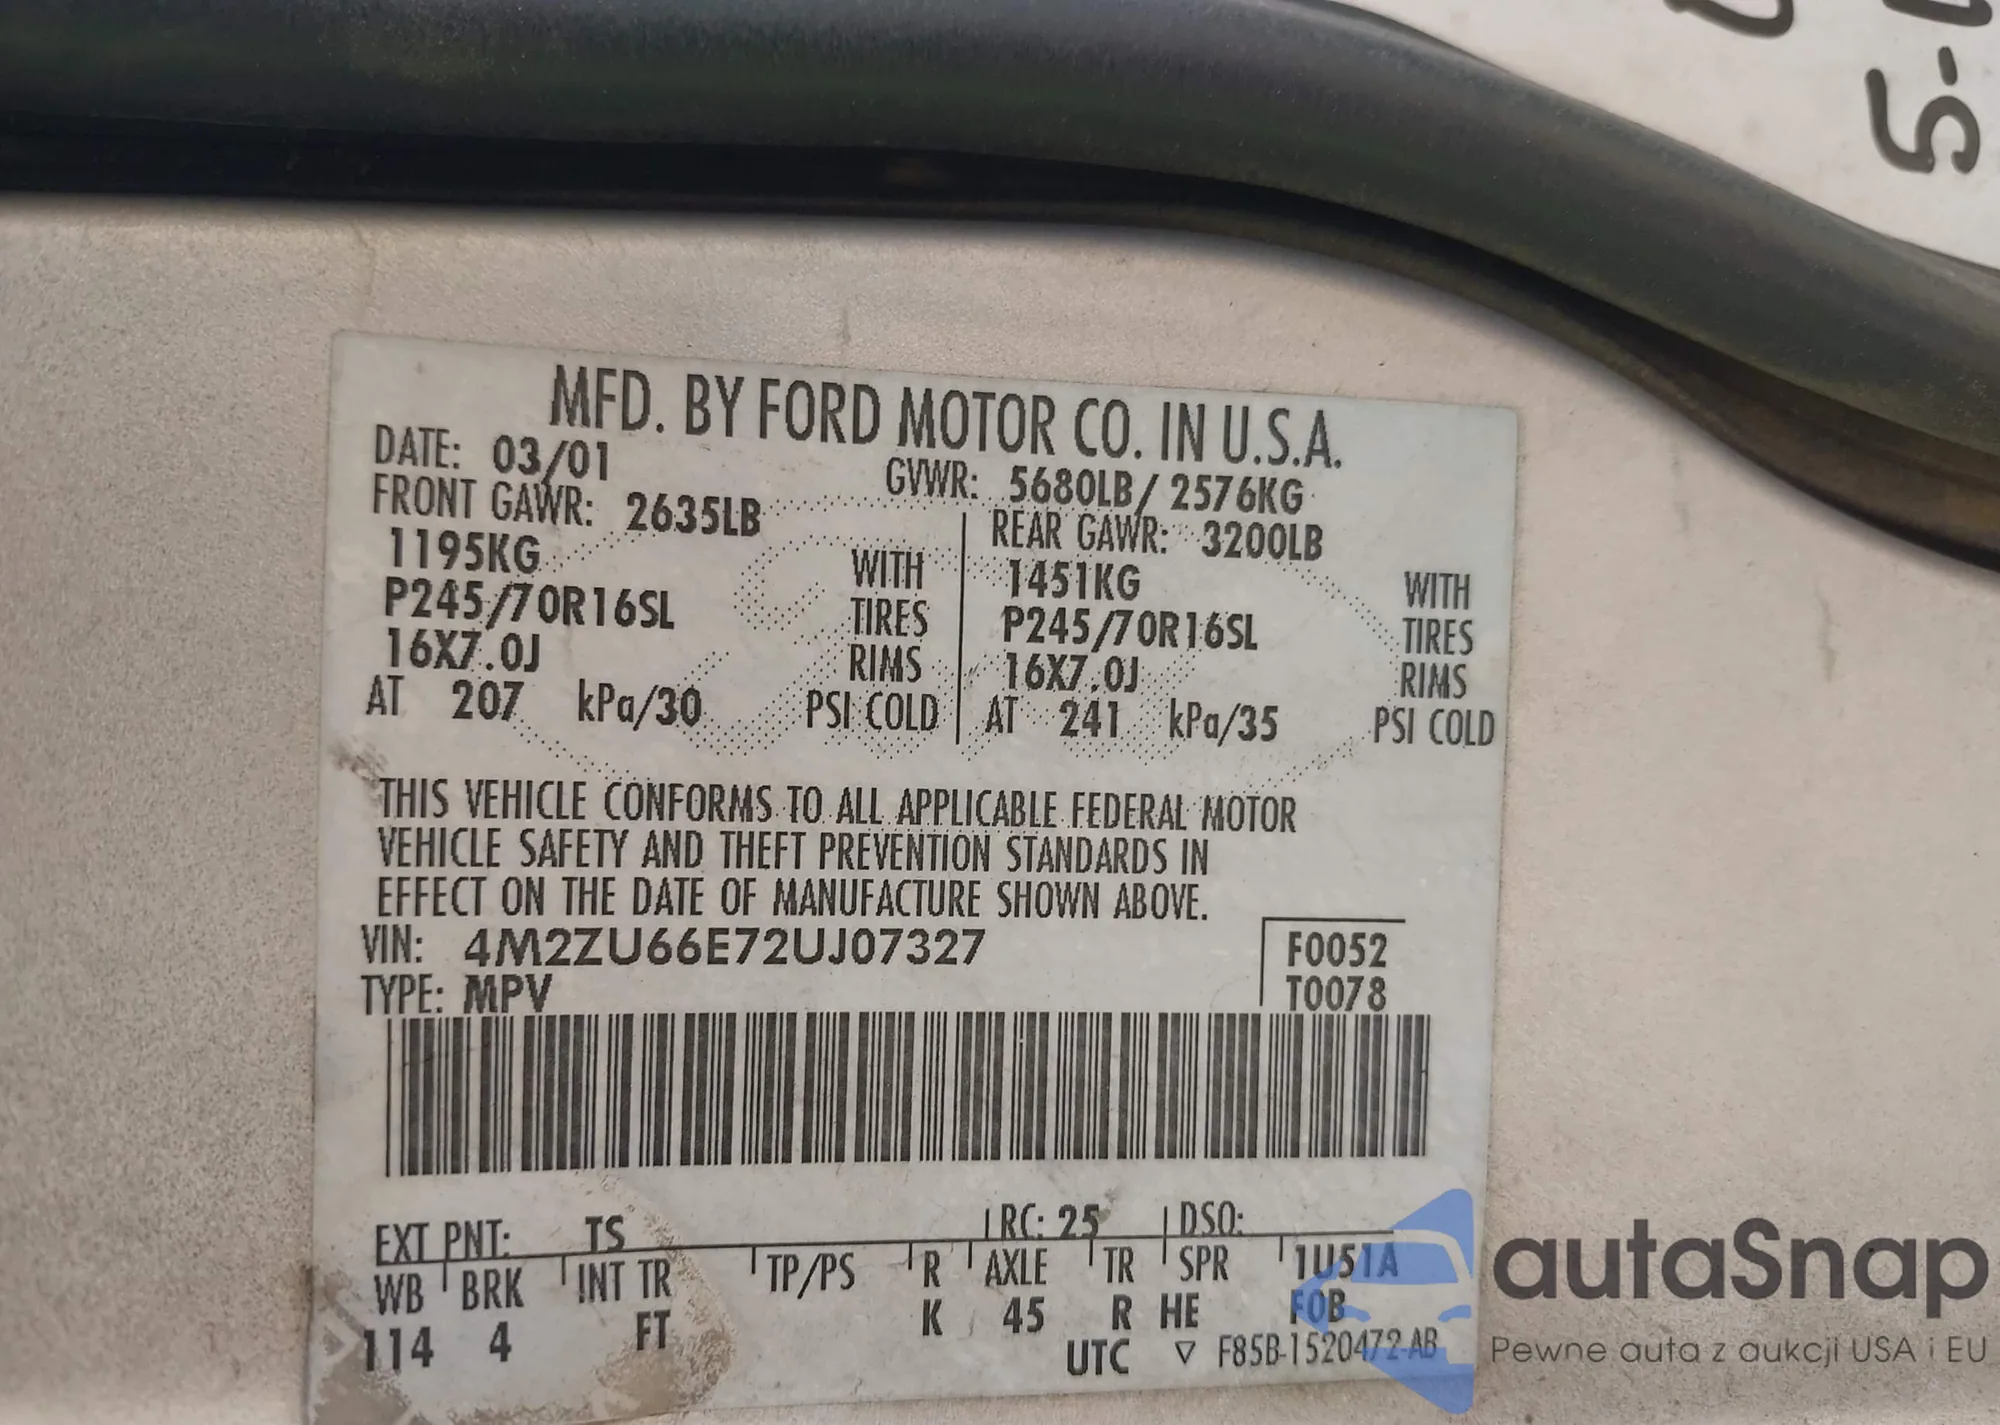 S-
MFD. BY FORD MOTOR CO. IN U.S.A.
DATE: 03/01
GVWR: 5680LB/ 2576KG
FRONT GAWR: 2635LB
1195KG WITH
P245/70R16SL TIRES
16X7.0J RIMS
AT 207 kPa/30 PSI COLD
REAR GAWR: 3200LB
1451KG WITH
P245/70R16SL TIRES
16X7.0J RIMS
AT 241 kPa/35 PSI COLD
THIS VEHICLE CONFORMS TO ALL APPLICABLE FEDERAL MOTOR
VEHICLE SAFETY AND THEFT PREVENTION STANDARDS IN
EFFECT ON THE DATE OF MANUFACTURE SHOWN ABOVE.
VIN: 4M2ZU66E72UJ07327
TYPE: MPV
F0052
T0078
EXT PNT: TS RC: 25 DSO:
WB BRK INT TR TP/PS R AXLE TR SPR 1U51A
114 4 FT K 45 R HE F0B
UTC ▽ F85B-1520472-AB
autoSnap
Pewne auta z aukcji USA i EU